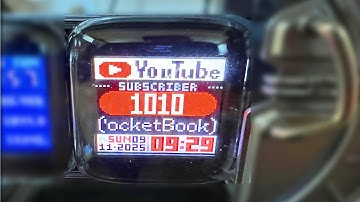 YouTube
SUBSCRIBER
1010
('ocketBook)
SUN09
11-2025
09:29